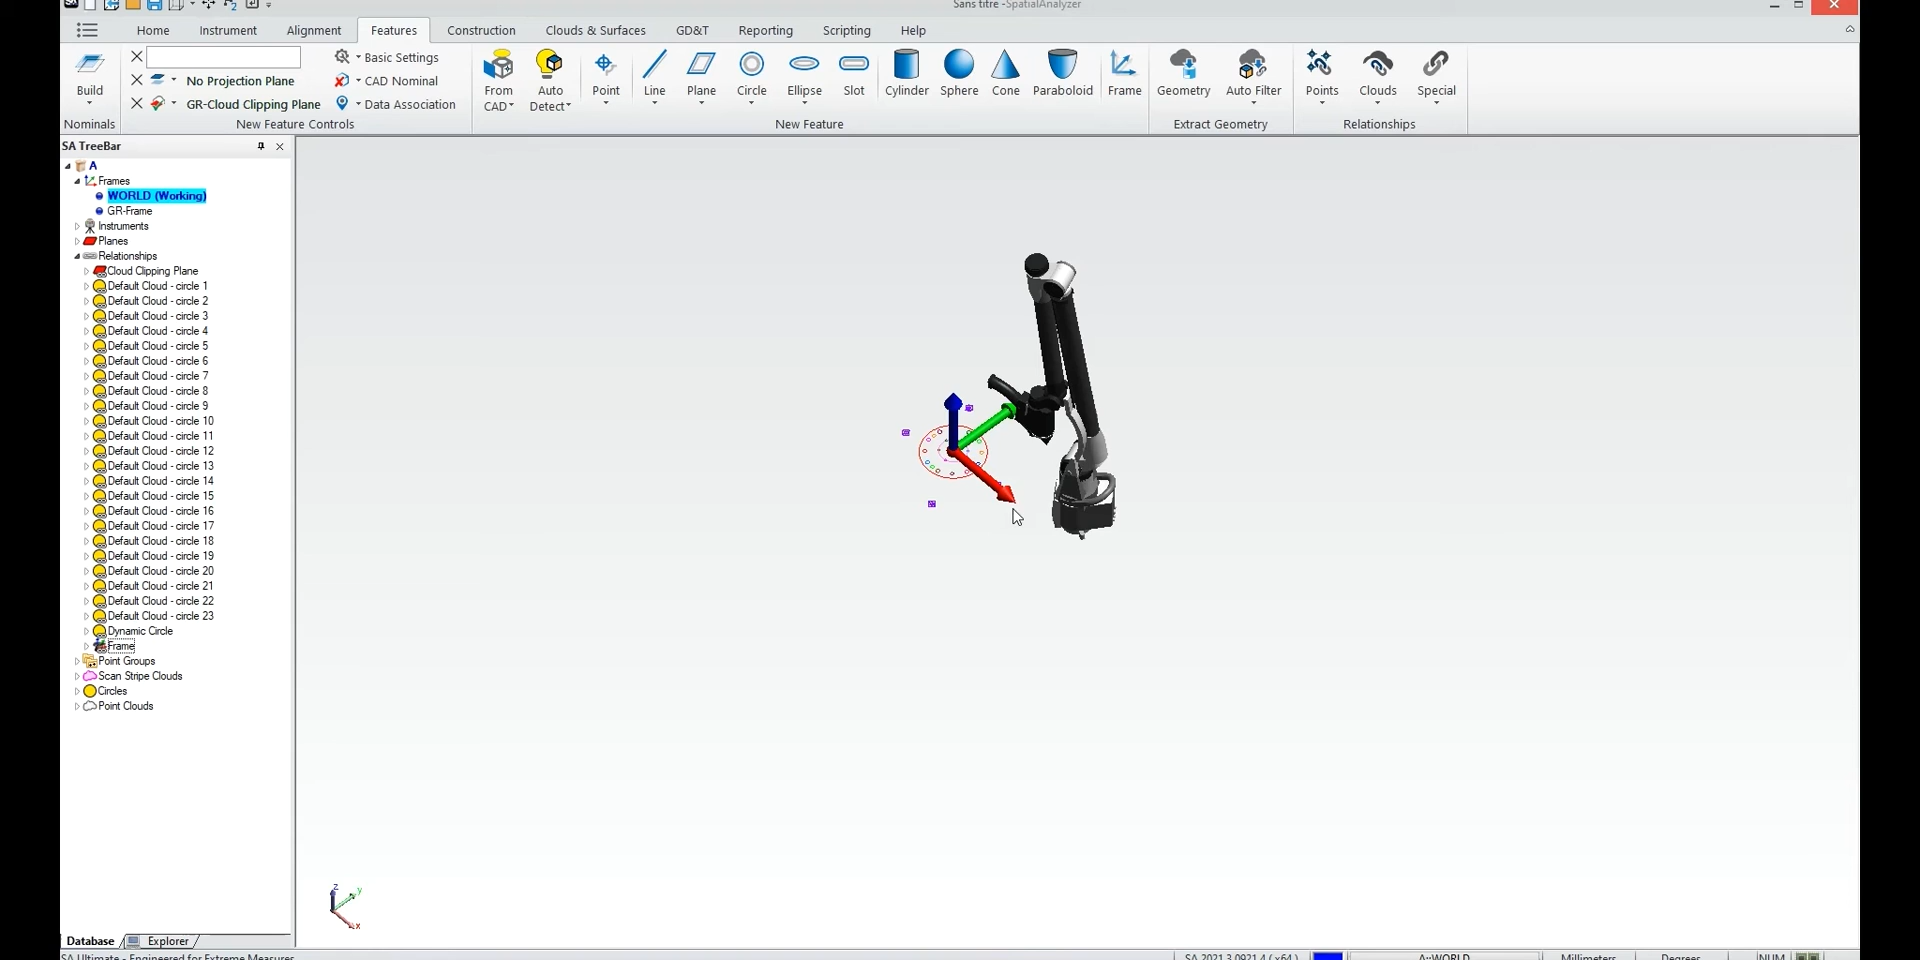 Sans titre -SpatialAnalyzer
Home Instrument Alignment Features Construction Clouds & Surfaces GD&T Reporting Scripting Help
Basic Settings
No Projection Plane CAD Nominal
GR-Cloud Clipping Plane Data Association
Build From CAD Auto Detect Point Line Plane Circle Ellipse Slot Cylinder Sphere Cone Paraboloid Frame Geometry Auto Filter Points Clouds Special
Nominals New Feature Controls New Feature Extract Geometry Relationships
SA TreeBar
A
Frames
WORLD (Working)
GR-Frame
Instruments
Planes
Relationships
Cloud Clipping Plane
Default Cloud - circle 1
Default Cloud - circle 2
Default Cloud - circle 3
Default Cloud - circle 4
Default Cloud - circle 5
Default Cloud - circle 6
Default Cloud - circle 7
Default Cloud - circle 8
Default Cloud - circle 9
Default Cloud - circle 10
Default Cloud - circle 11
Default Cloud - circle 12
Default Cloud - circle 13
Default Cloud - circle 14
Default Cloud - circle 15
Default Cloud - circle 16
Default Cloud - circle 17
Default Cloud - circle 18
Default Cloud - circle 19
Default Cloud - circle 20
Default Cloud - circle 21
Default Cloud - circle 22
Default Cloud - circle 23
Dynamic Circle
Frame
Point Groups
Scan Stripe Clouds
Circles
Point Clouds
z
y
x
Database Explorer
SA Ultimate - Engineered for Extreme Measures SA 2021.3.0921.4 (x64) A::WORLD Millimeters Degrees NUM